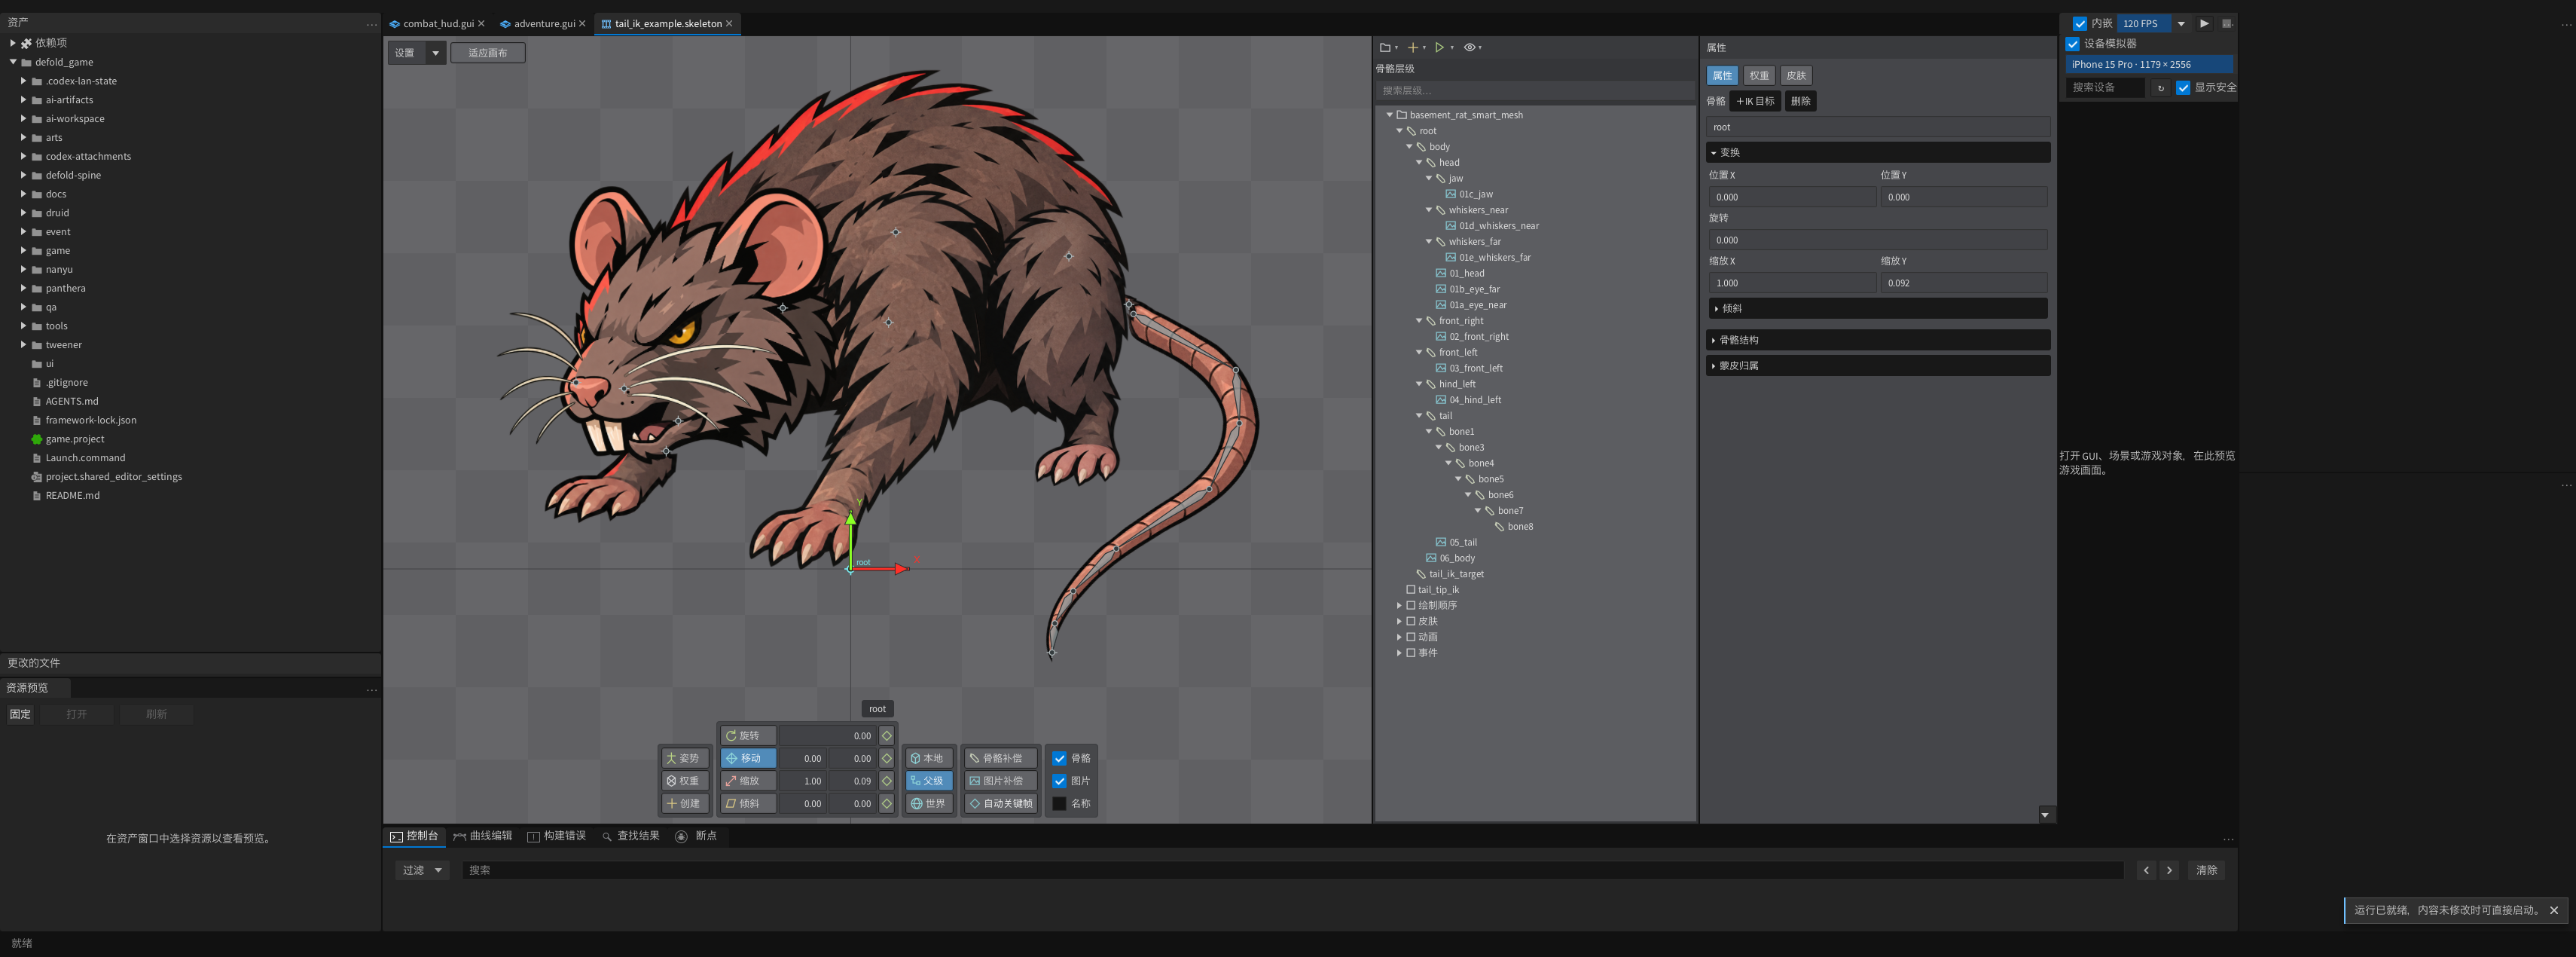 资产
依赖项
defold_game
.codex-lan-state
ai-artifacts
ai-workspace
arts
codex-attachments
defold-spine
docs
druid
event
game
nanyu
panthera
qa
tools
tweener
ui
.gitignore
AGENTS.md
framework-lock.json
game.project
Launch.command
project.shared_editor_settings
README.md
更改的文件
资源预览
固定
打开
刷新
在资产窗口中选择资源以查看预览。
就绪
combat_hud.gui
adventure.gui
tail_ik_example.skeleton
设置
适应画布
Y
X
root
root
姿势
权重
创建
旋转 0.00
移动 0.00 0.00
缩放 1.00 0.09
倾斜 0.00 0.00
本地
父级
世界
骨骼补偿
图片补偿
自动关键帧
骨骼
图片
名称
骨骼层级
搜索层级...
basement_rat_smart_mesh
root
body
head
jaw
01c_jaw
whiskers_near
01d_whiskers_near
whiskers_far
01e_whiskers_far
01_head
01b_eye_far
01a_eye_near
front_right
02_front_right
front_left
03_front_left
hind_left
04_hind_left
tail
bone1
bone3
bone4
bone5
bone6
bone7
bone8
05_tail
06_body
tail_ik_target
tail_tip_ik
绘制顺序
皮肤
动画
事件
属性
属性 权重 皮肤
骨骼 +IK 目标 删除
root
变换
位置 X 位置 Y
0.000 0.000
旋转
0.000
缩放 X 缩放 Y
1.000 0.092
倾斜
骨骼结构
蒙皮归属
内嵌 120 FPS
设备模拟器
iPhone 15 Pro · 1179 × 2556
搜索设备 显示安全
打开 GUI、场景或游戏对象，在此预览
游戏画面。
控制台 曲线编辑 构建错误 查找结果 断点
过滤 搜索 清除
运行已就绪，内容未修改时可直接启动。